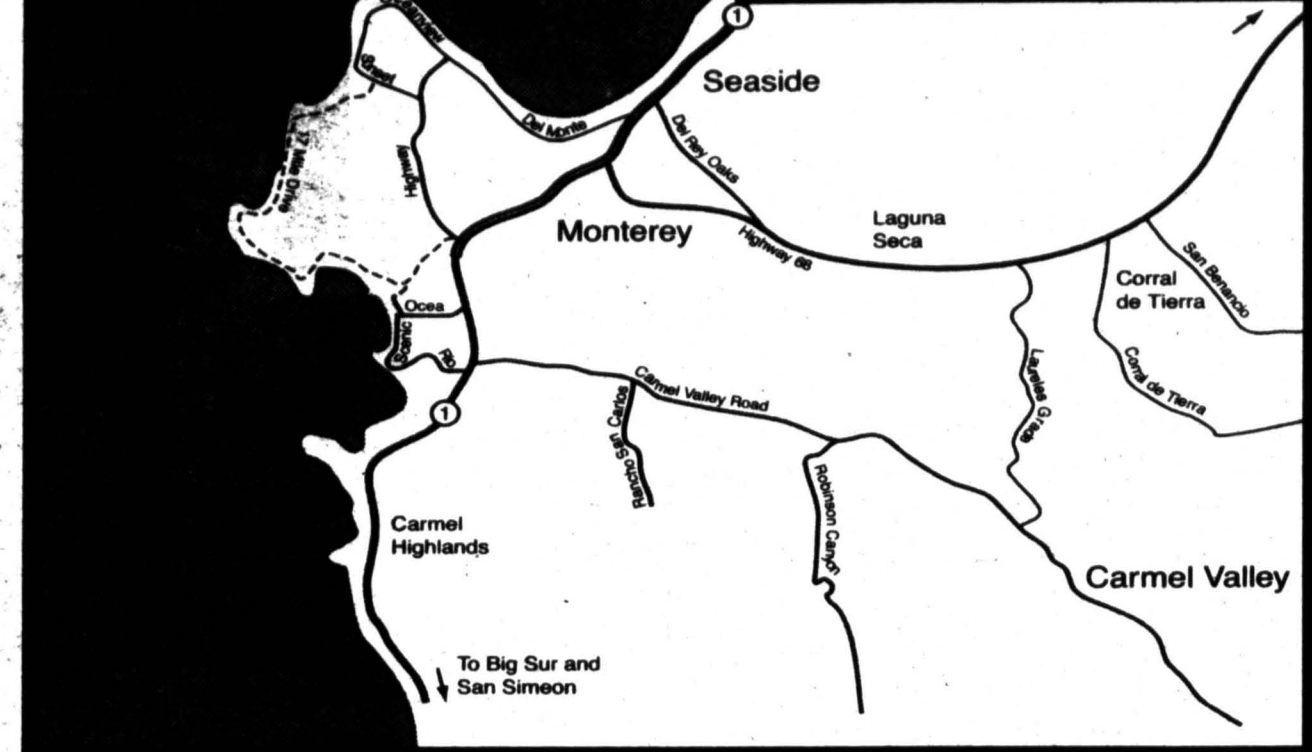 1
Seaside
Sunset
Del Monte
Del Rey Oaks
17 Mile Drive
Highway
Monterey
Highway 68
Laguna
Seca
San Benancio
Corral
de Tierra
Ocea
Scenic
Rio
Carmel Valley Road
Laureles Grade
Corral de Tierra
1
Rancho San Carlos
Robinson Canyon
Carmel
Highlands
Carmel Valley
To Big Sur and
San Simeon